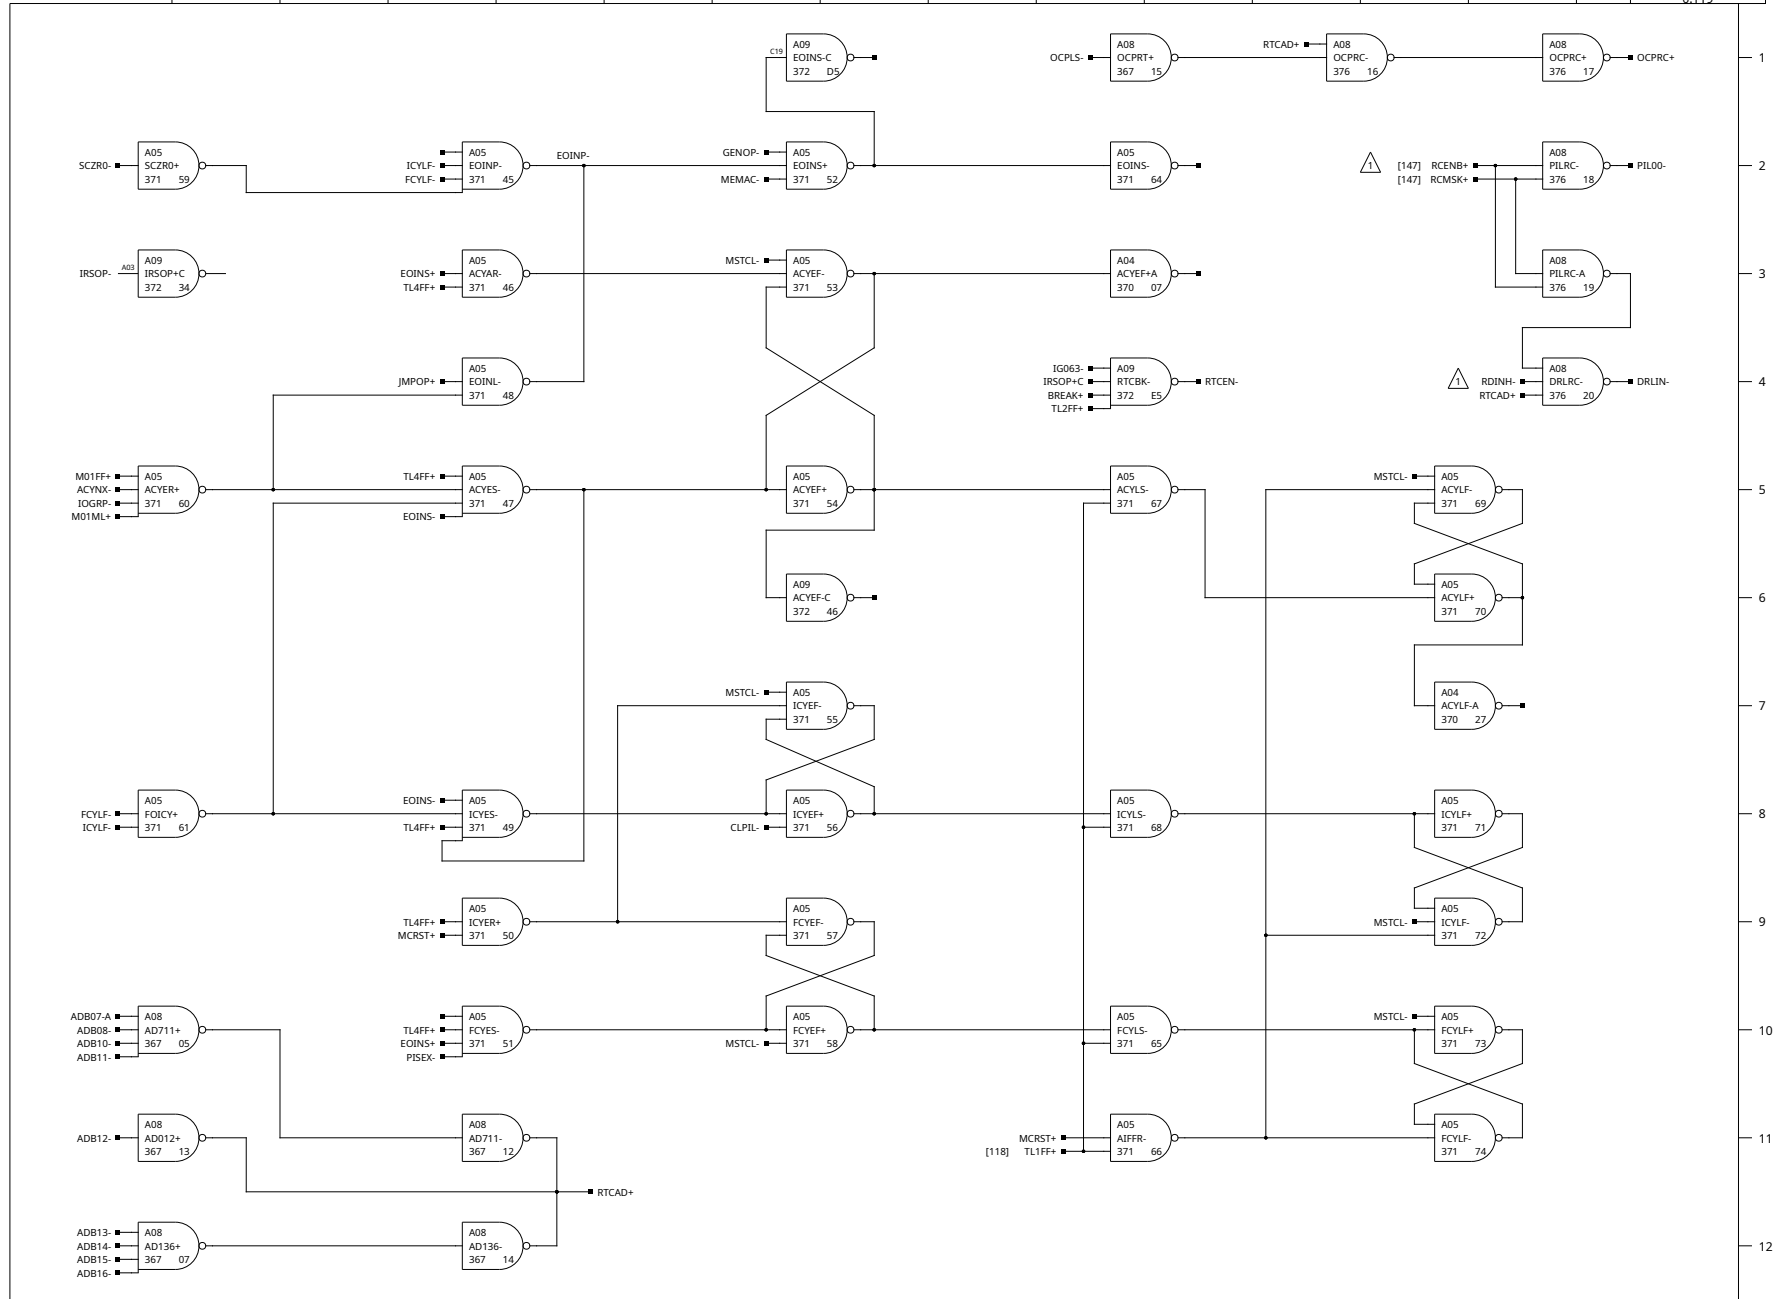 A09
C19 EOINS-C
372 D5
OCPLS-
A08
OCPRT+
367 15
RTCAD+
A08
OCPRC-
376 16
A08
OCPRC+
376 17
OCPRC+
1
SCZR0-
A05
SCZR0+
371 59
ICYLF-
FCYLF-
A05
EOINP-
371 45
EOINP-
GENOP-
MEMAC-
A05
EOINS+
371 52
A05
EOINS-
371 64
1
[147] RCENB+
[147] RCMSK+
A08
PILRC-
376 18
PIL00-
2
IRSOP-
A03
A09
IRSOP+C
372 34
EOINS+
TL4FF+
A05
ACYAR-
371 46
MSTCL-
A05
ACYEF-
371 53
A04
ACYEF+A
370 07
A08
PILRC-A
376 19
3
JMPOP+
A05
EOINL-
371 48
IG063-
IRSOP+C
BREAK+
TL2FF+
A09
RTCBK-
372 E5
RTCEN-
1
RDINH-
RTCAD+
A08
DRLRC-
376 20
DRLIN-
4
M01FF+
ACYNX-
IOGRP-
M01ML+
A05
ACYER+
371 60
TL4FF+
EOINS-
A05
ACYES-
371 47
A05
ACYEF+
371 54
A05
ACYLS-
371 67
MSTCL-
A05
ACYLF-
371 69
5
A09
ACYEF-C
372 46
A05
ACYLF+
371 70
6
MSTCL-
A05
ICYEF-
371 55
A04
ACYLF-A
370 27
7
FCYLF-
ICYLF-
A05
FOICY+
371 61
EOINS-
TL4FF+
A05
ICYES-
371 49
CLPIL-
A05
ICYEF+
371 56
A05
ICYLS-
371 68
A05
ICYLF+
371 71
8
TL4FF+
MCRST+
A05
ICYER+
371 50
A05
FCYEF-
371 57
MSTCL-
A05
ICYLF-
371 72
9
ADB07-A
ADB08-
ADB10-
ADB11-
A08
AD711+
367 05
TL4FF+
EOINS+
PISEX-
A05
FCYES-
371 51
MSTCL-
A05
FCYEF+
371 58
A05
FCYLS-
371 65
MSTCL-
A05
FCYLF+
371 73
10
ADB12-
A08
AD012+
367 13
A08
AD711-
367 12
MCRST+
[118] TL1FF+
A05
AIFFR-
371 66
A05
FCYLF-
371 74
11
RTCAD+
ADB13-
ADB14-
ADB15-
ADB16-
A08
AD136+
367 07
A08
AD136-
367 14
12